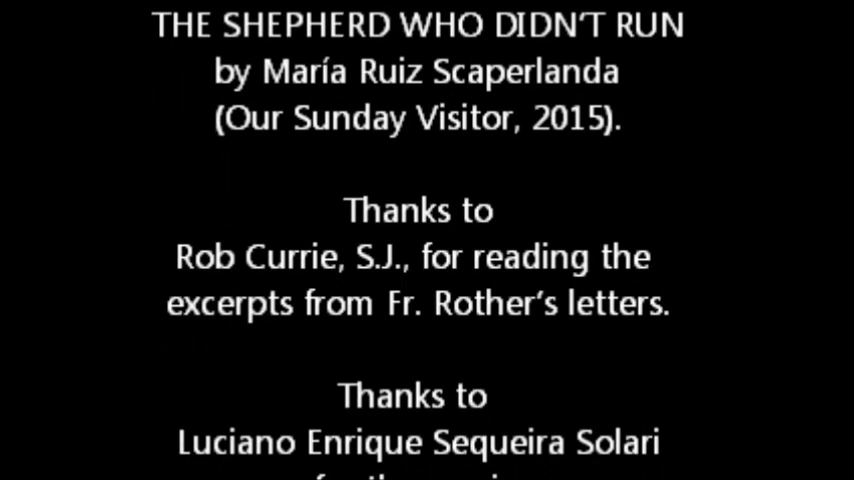 THE SHEPHERD WHO DIDN'T RUN
by María Ruiz Scaperlanda
(Our Sunday Visitor, 2015).
Thanks to
Rob Currie, S.J., for reading the
excerpts from Fr. Rother's letters.
Thanks to
Luciano Enrique Sequeira Solari